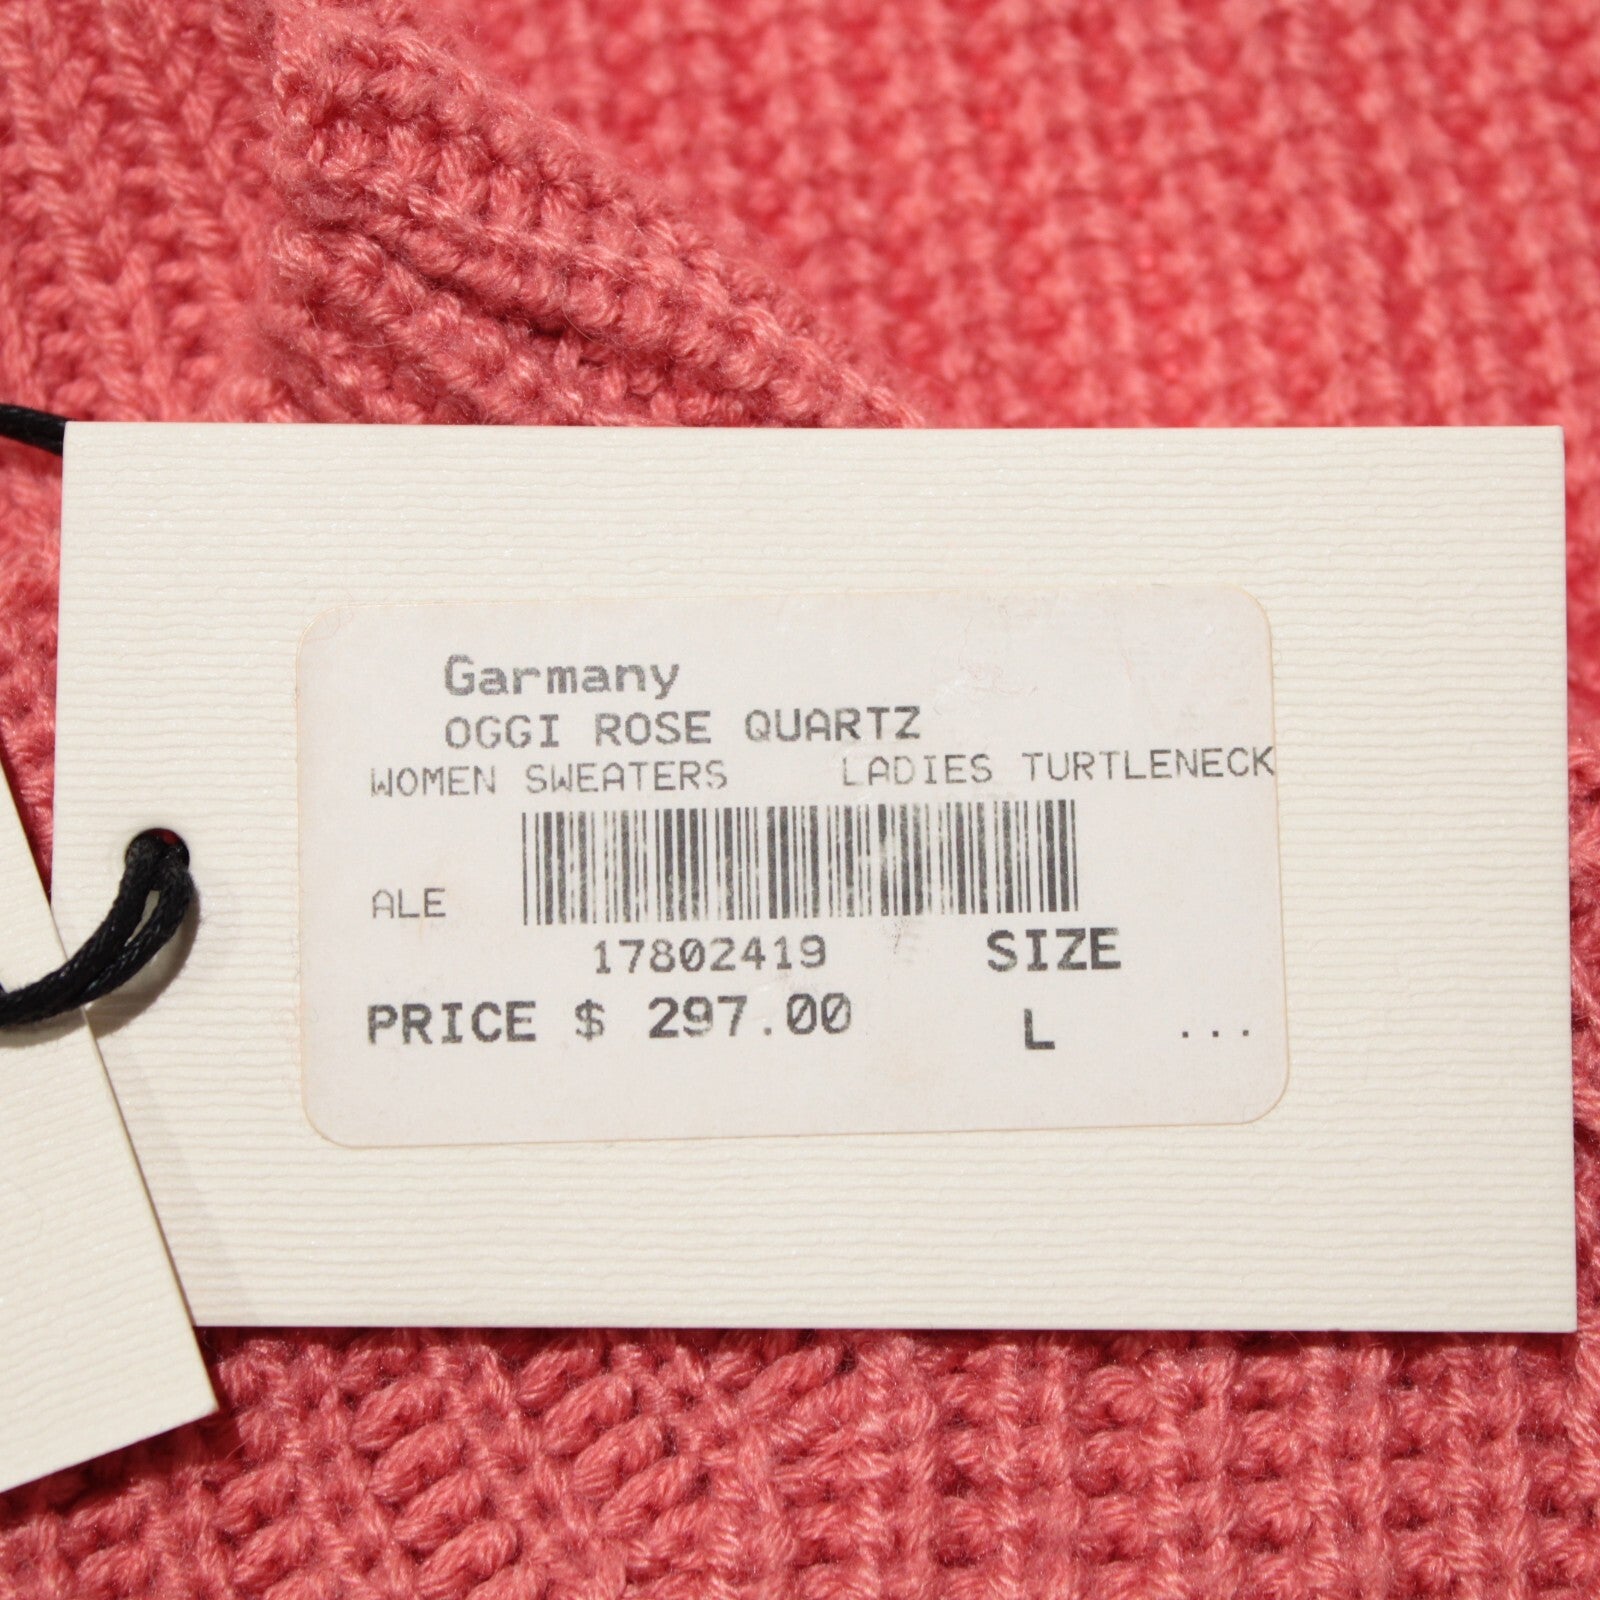 Garmany
OGGI ROSE QUARTZ
WOMEN SWEATERS LADIES TURTLENECK
ALE
17802419 SIZE
PRICE $ 297.00 L ...